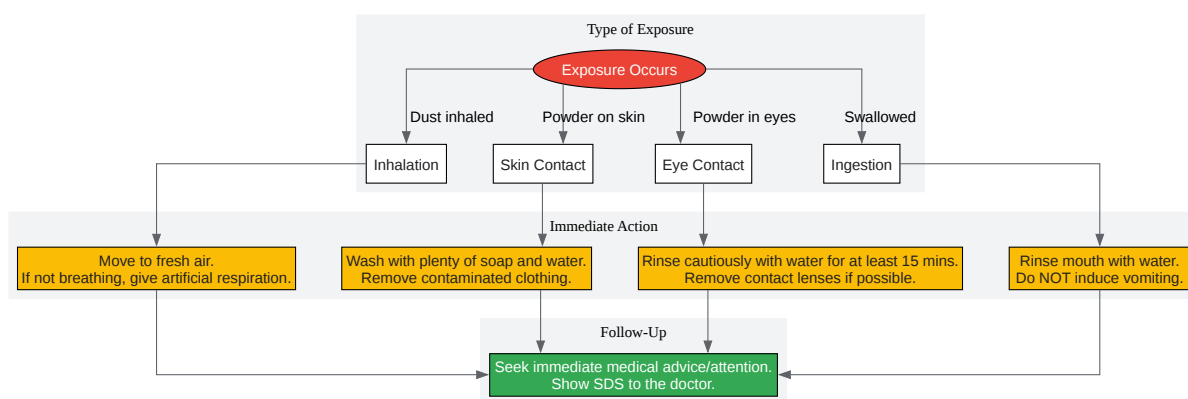 Type of Exposure
Exposure Occurs
Dust inhaled
Powder on skin
Powder in eyes
Swallowed
Inhalation
Skin Contact
Eye Contact
Ingestion
Immediate Action
Move to fresh air.
If not breathing, give artificial respiration.
Wash with plenty of soap and water.
Remove contaminated clothing.
Rinse cautiously with water for at least 15 mins.
Remove contact lenses if possible.
Rinse mouth with water.
Do NOT induce vomiting.
Follow-Up
Seek immediate medical advice/attention.
Show SDS to the doctor.